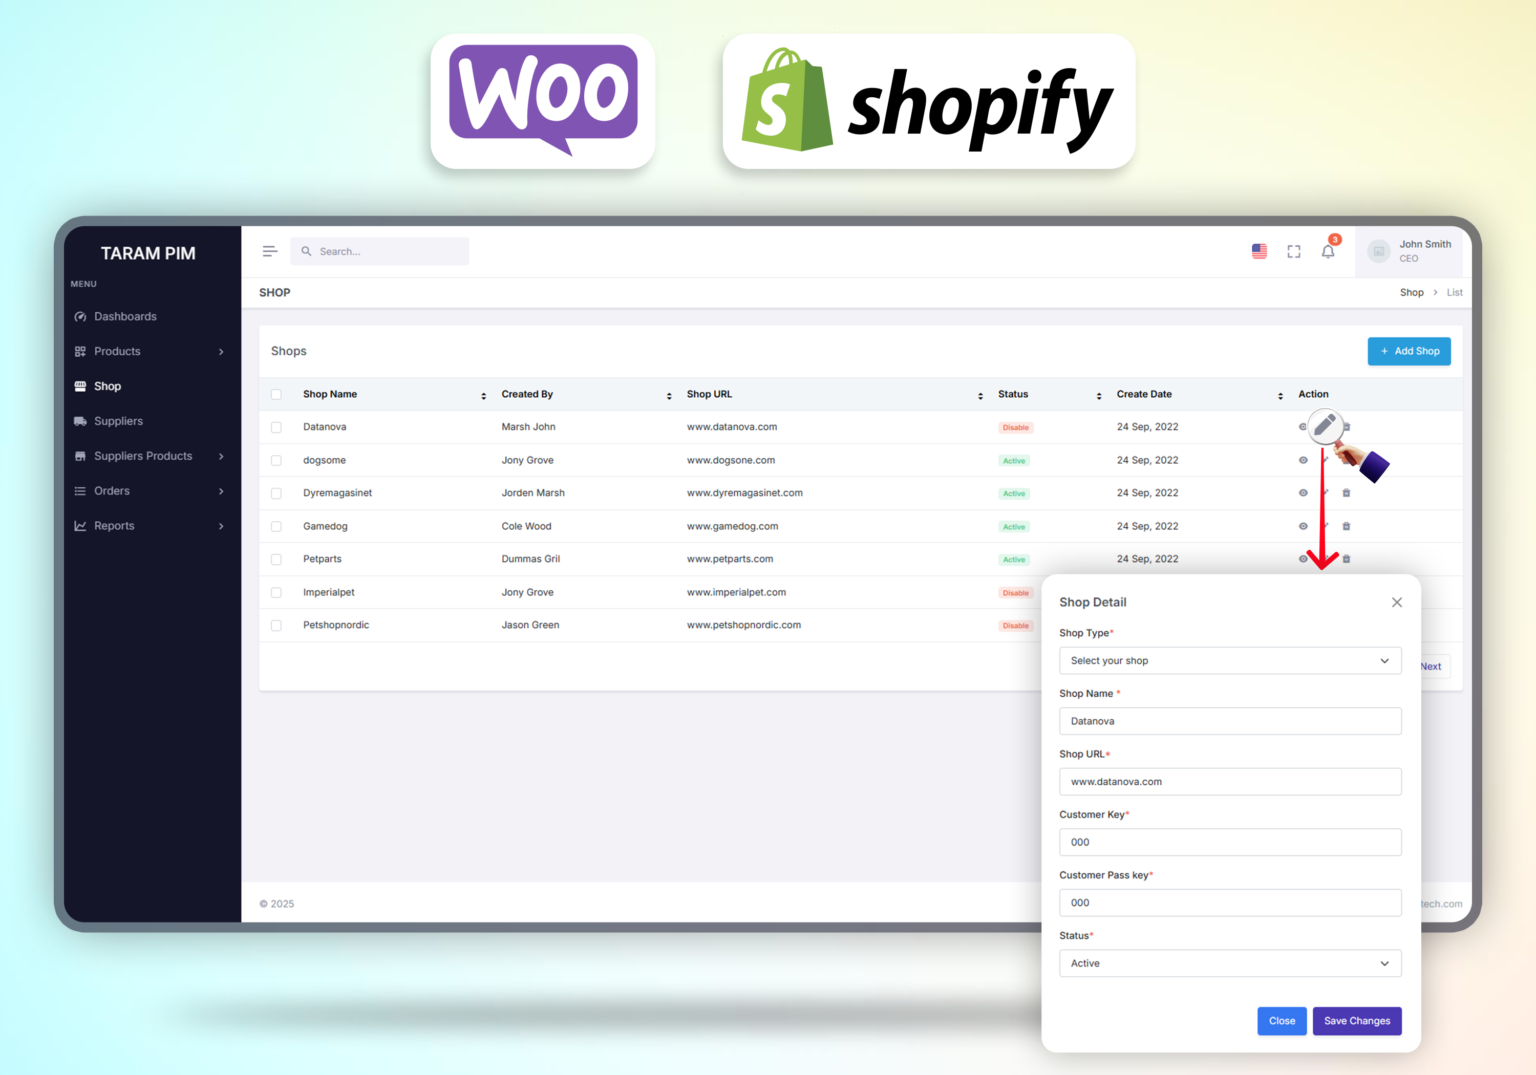 Woo
shopify
TARAM PIM
MENU
Dashboards
Products
Shop
Suppliers
Suppliers Products
Orders
Reports
Search...
3
John Smith
CEO
SHOP
Shop > List
Shops
+ Add Shop
Shop Name Created By Shop URL Status Create Date Action
Datanova Marsh John www.datanova.com Disable 24 Sep, 2022
dogsome Jony Grove www.dogsone.com Active 24 Sep, 2022
Dyremagasinet Jorden Marsh www.dyremagasinet.com Active 24 Sep, 2022
Gamedog Cole Wood www.gamedog.com Active 24 Sep, 2022
Petparts Dummas Gril www.petparts.com Active 24 Sep, 2022
Imperialpet Jony Grove www.imperialpet.com Disable
Petshopnordic Jason Green www.petshopnordic.com Disable
Next
© 2025
tech.com
Shop Detail
Shop Type*
Select your shop
Shop Name *
Datanova
Shop URL*
www.datanova.com
Customer Key*
000
Customer Pass key*
000
Status*
Active
Close Save Changes